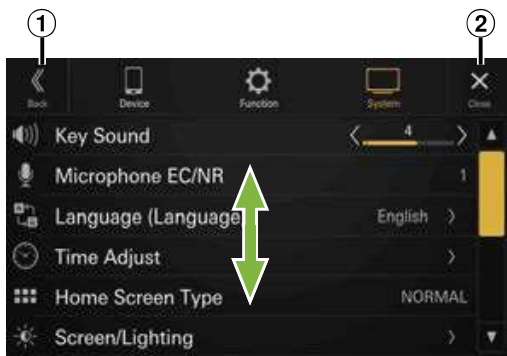 1 2
Back Device Function System Close
Key Sound 4
Microphone EC/NR 1
Language (Language) English
Time Adjust
Home Screen Type NORMAL
Screen/Lighting